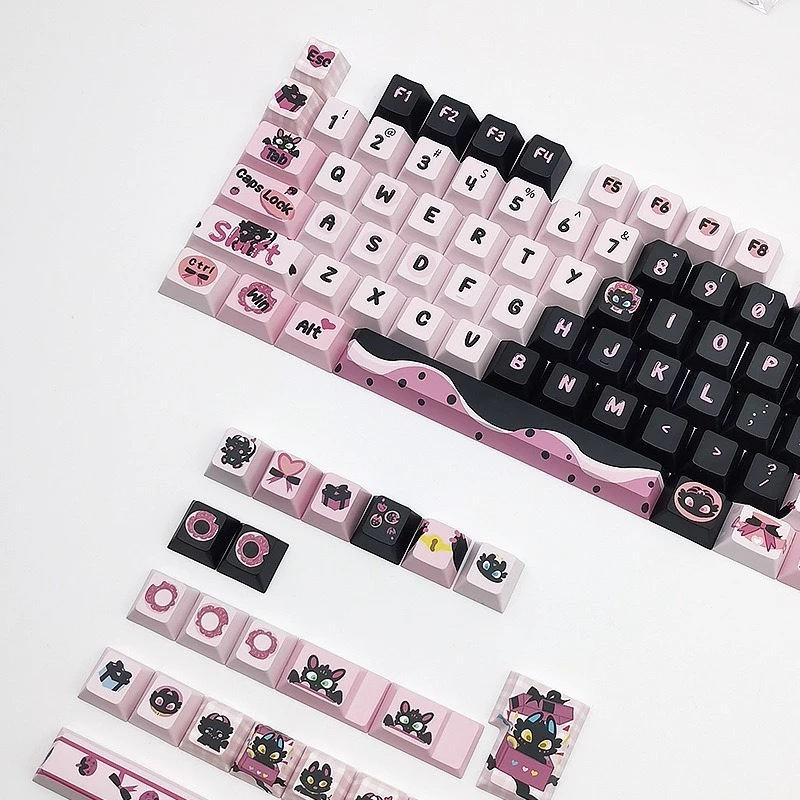 Esc F1 F2 F3 F4 F5 F6 F7 F8
1 ! 2 @ 3 # 4 $ 5 % 6 ^ 7 & 8 * 9 ( 0 )
Tab Q W E R T Y I O P
Caps Lock A S D F G H J K L ; :
Shift Z X C V B N M < > ? /
Ctrl Win Alt